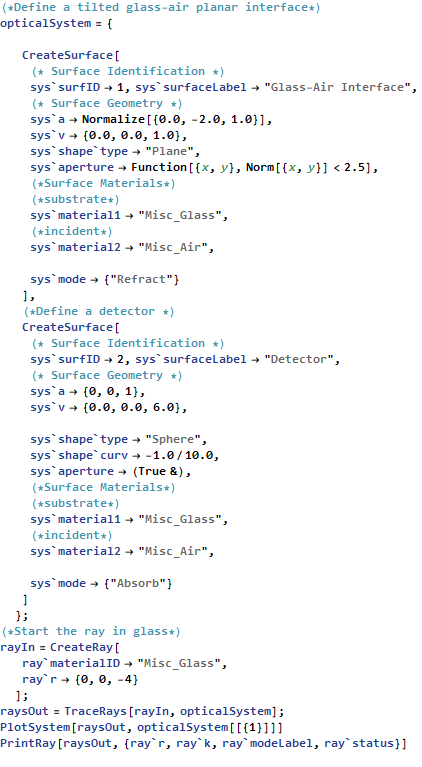 (*Define a tilted glass-air planar interface*)
opticalSystem = {
CreateSurface[
(* Surface Identification *)
sys`surfID → 1, sys`surfaceLabel → "Glass-Air Interface",
(* Surface Geometry *)
sys`a → Normalize[{0.0, -2.0, 1.0}],
sys`v → {0.0, 0.0, 1.0},
sys`shape`type → "Plane",
sys`aperture → Function[{x, y}, Norm[{x, y}] < 2.5],
(*Surface Materials*)
(*substrate*)
sys`material1 → "Misc_Glass",
(*incident*)
sys`material2 → "Misc_Air",
sys`mode → {"Refract"}
],
(*Define a detector *)
CreateSurface[
(* Surface Identification *)
sys`surfID → 2, sys`surfaceLabel → "Detector",
(* Surface Geometry *)
sys`a → {0, 0, 1},
sys`v → {0.0, 0.0, 6.0},
sys`shape`type → "Sphere",
sys`shape`curv → -1.0/10.0,
sys`aperture → (True &),
(*Surface Materials*)
(*substrate*)
sys`material1 → "Misc_Glass",
(*incident*)
sys`material2 → "Misc_Air",
sys`mode → {"Absorb"}
]
};
(*Start the ray in glass*)
rayIn = CreateRay[
ray`materialID → "Misc_Glass",
ray`r → {0, 0, -4}
];
raysOut = TraceRays[rayIn, opticalSystem];
PlotSystem[raysOut, opticalSystem[[{1}]]]
PrintRay[raysOut, {ray`r, ray`k, ray`modeLabel, ray`status}]